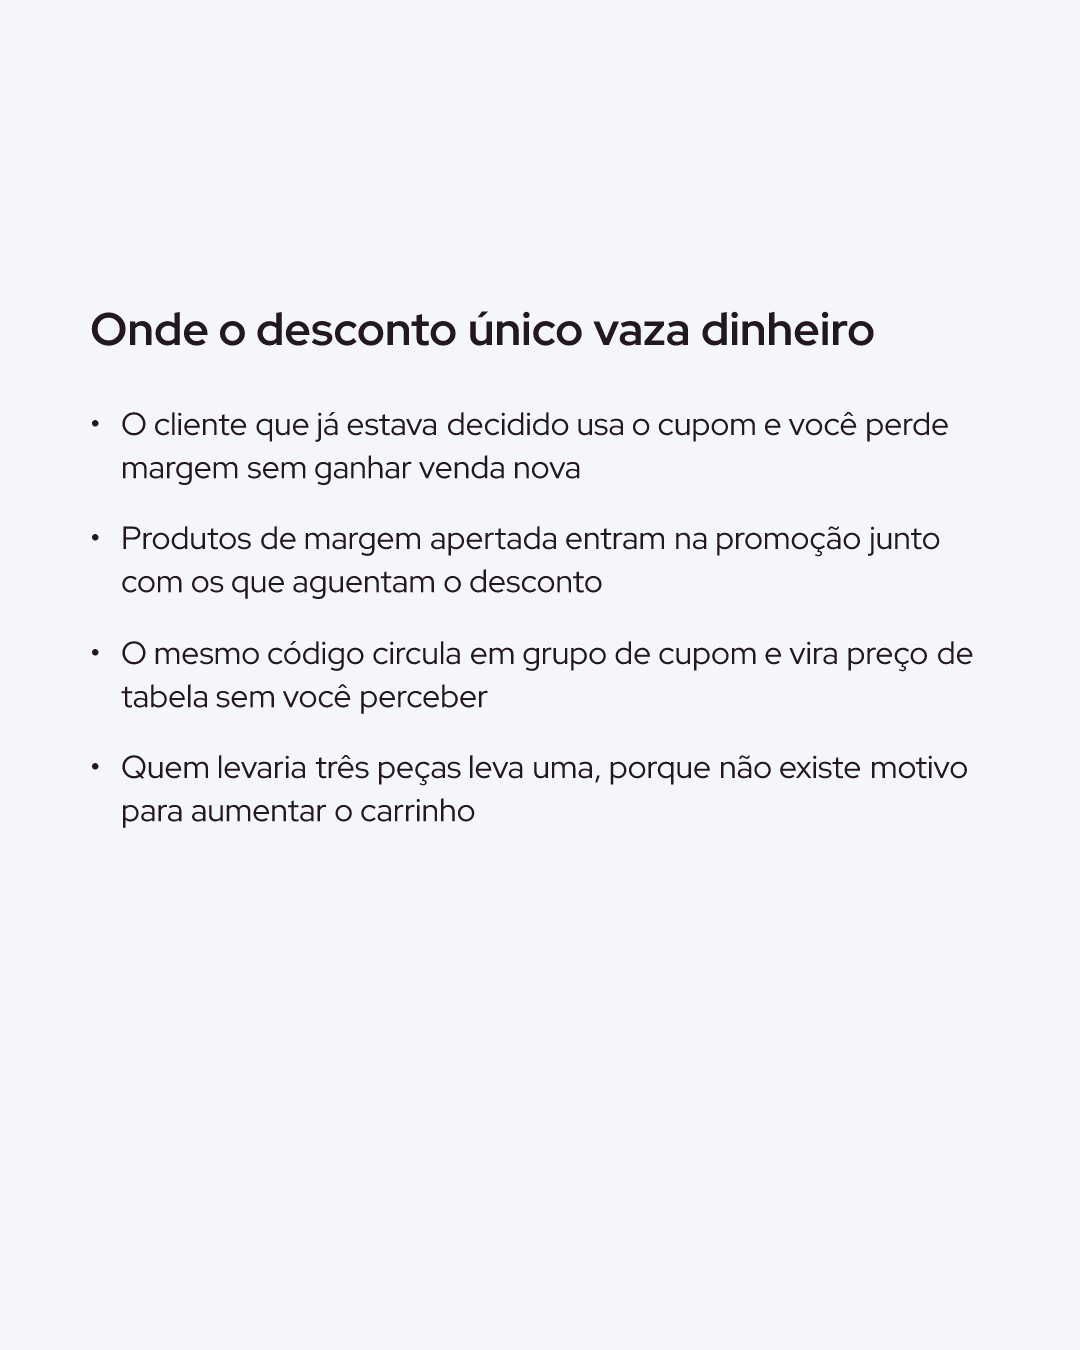 Onde o desconto único vaza dinheiro
• O cliente que já estava decidido usa o cupom e você perde
margem sem ganhar venda nova
• Produtos de margem apertada entram na promoção junto
com os que aguentam o desconto
• O mesmo código circula em grupo de cupom e vira preço de
tabela sem você perceber
• Quem levaria três peças leva uma, porque não existe motivo
para aumentar o carrinho